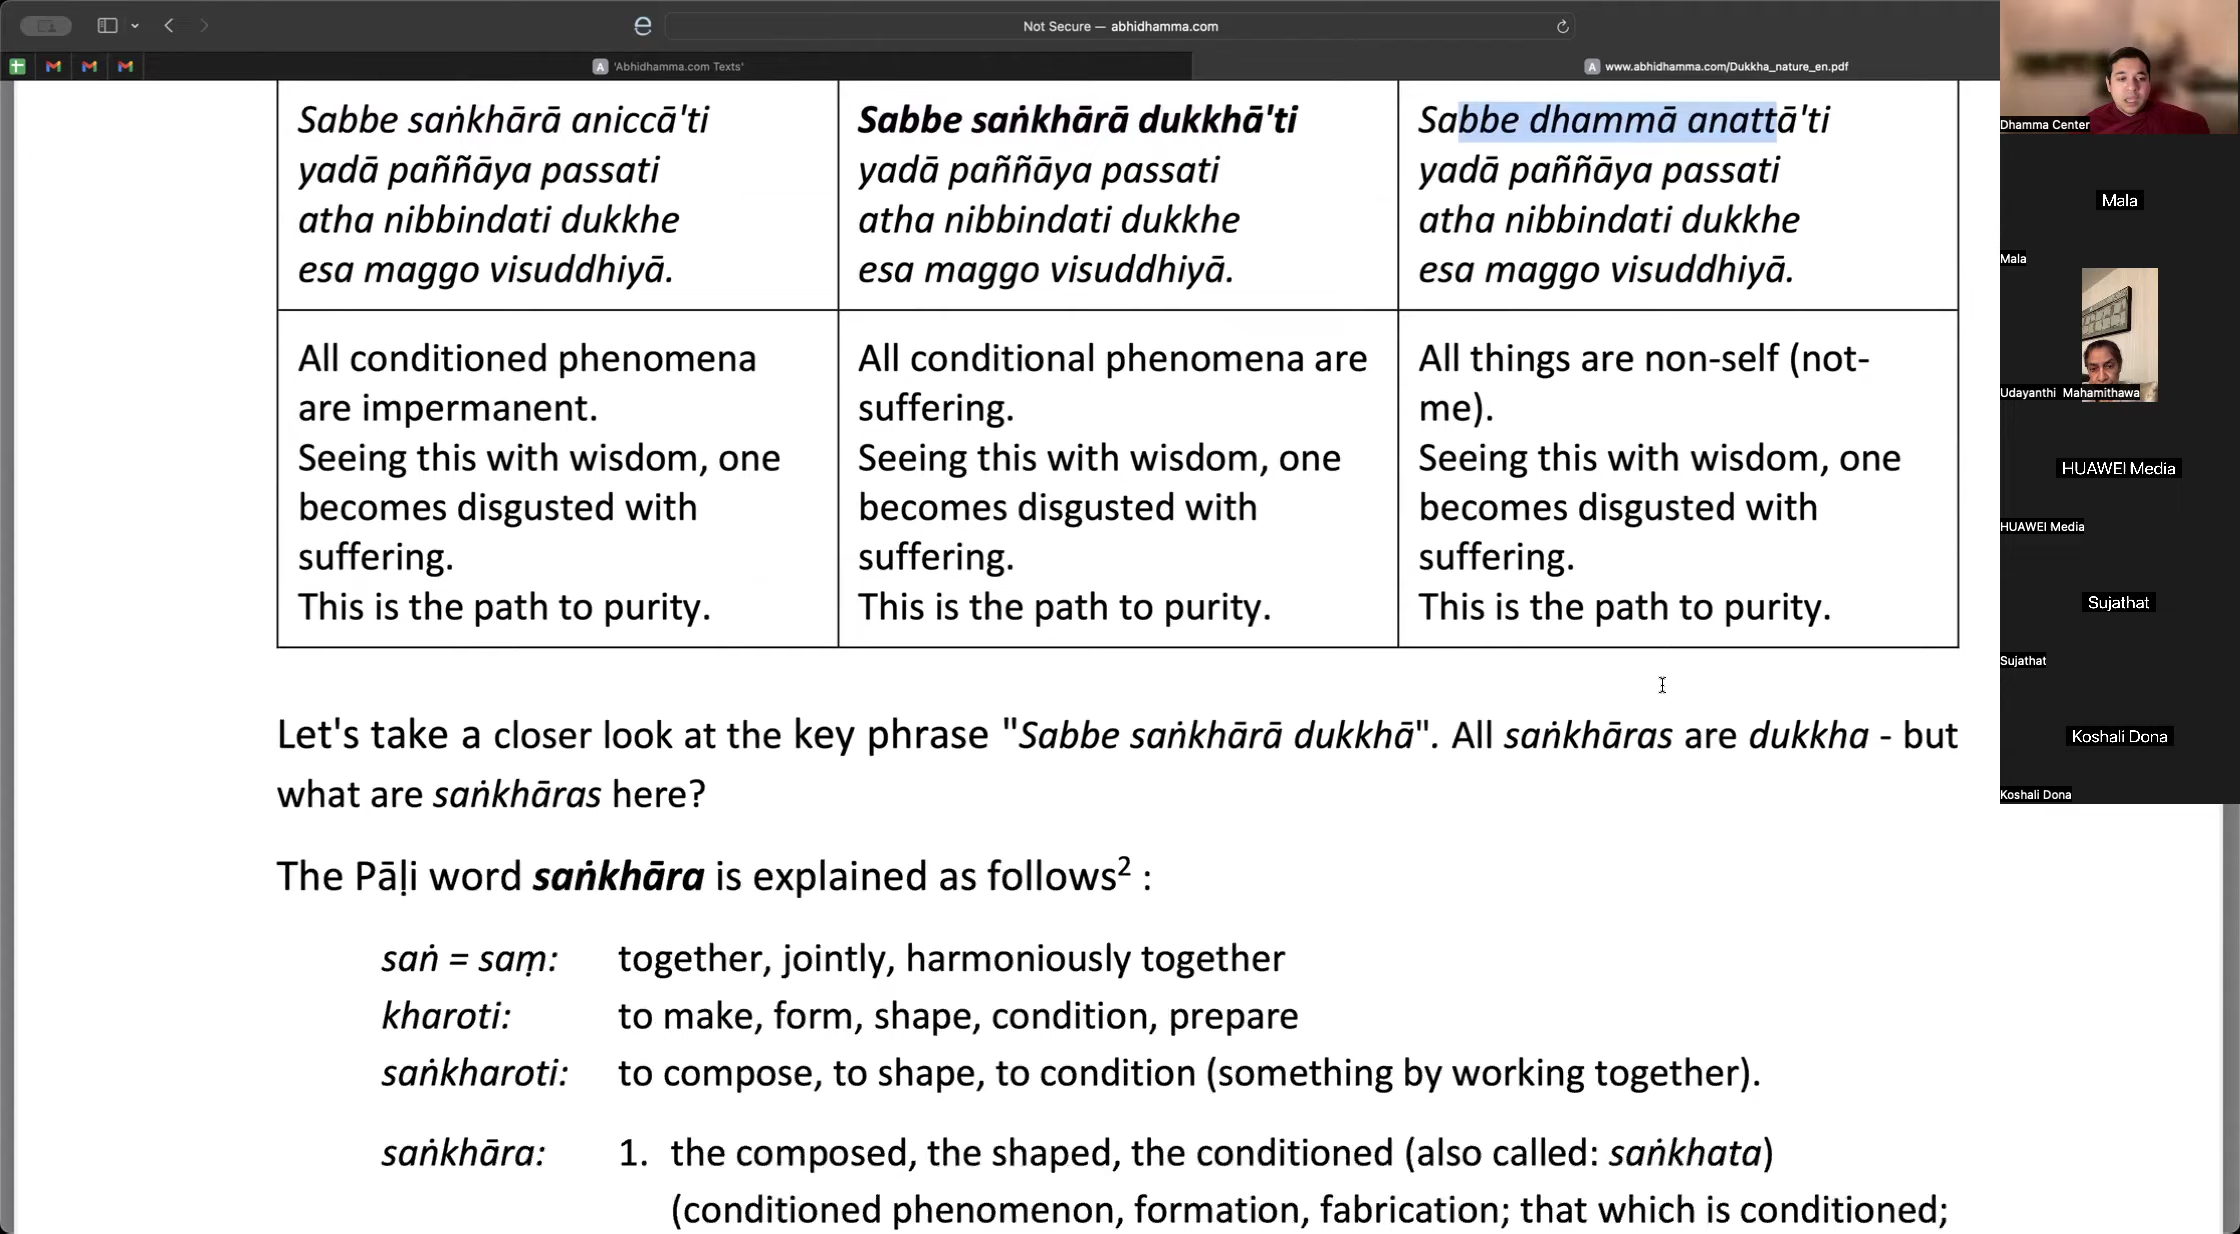 Not Secure — abhidhamma.com
'Abhidhamma.com Texts'
www.abhidhamma.com/Dukkha_nature_en.pdf
Sabbe saṅkhārā aniccā'ti
yadā paññāya passati
atha nibbindati dukkhe
esa maggo visuddhiyā.
Sabbe saṅkhārā dukkhā'ti
yadā paññāya passati
atha nibbindati dukkhe
esa maggo visuddhiyā.
Sabbe dhammā anattā'ti
yadā paññāya passati
atha nibbindati dukkhe
esa maggo visuddhiyā.
All conditioned phenomena
are impermanent.
Seeing this with wisdom, one
becomes disgusted with
suffering.
This is the path to purity.
All conditional phenomena are
suffering.
Seeing this with wisdom, one
becomes disgusted with
suffering.
This is the path to purity.
All things are non-self (not-
me).
Seeing this with wisdom, one
becomes disgusted with
suffering.
This is the path to purity.
Let's take a closer look at the key phrase "Sabbe saṅkhārā dukkhā". All saṅkhāras are dukkha - but
what are saṅkhāras here?
The Pāḷi word saṅkhāra is explained as follows2 :
saṅ = saṃ: together, jointly, harmoniously together
kharoti: to make, form, shape, condition, prepare
saṅkharoti: to compose, to shape, to condition (something by working together).
saṅkhāra: 1. the composed, the shaped, the conditioned (also called: saṅkhata)
(conditioned phenomenon, formation, fabrication; that which is conditioned;
Dhamma Center
Mala
Mala
Udayanthi Mahamithawa
HUAWEI Media
HUAWEI Media
Sujathat
Sujathat
Koshali Dona
Koshali Dona